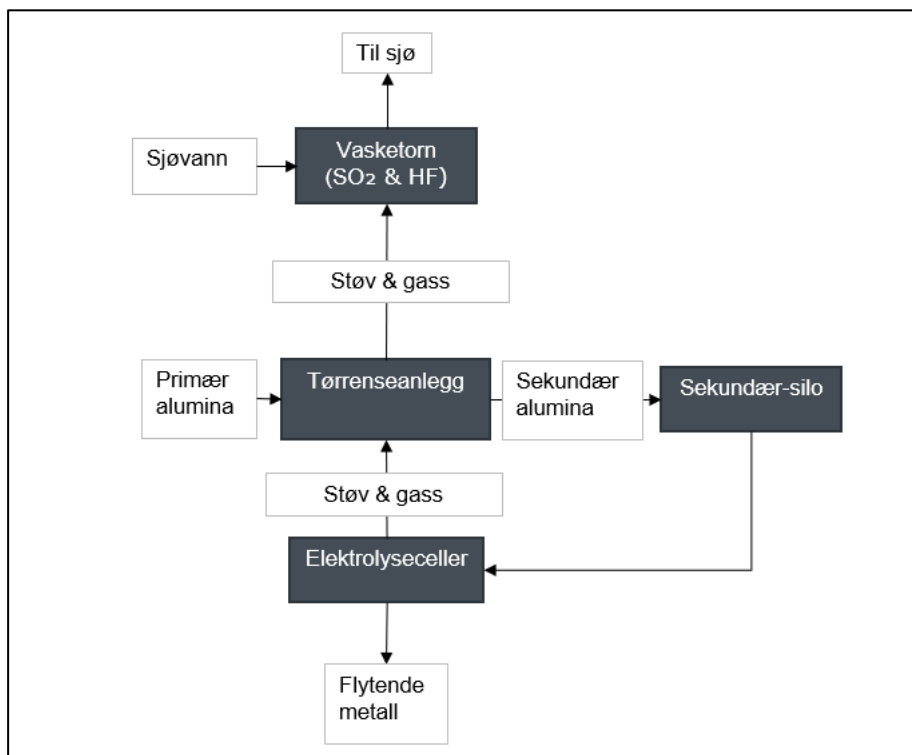 Til sjø
Sjøvann
Vasketorn
(SO₂ & HF)
Støv & gass
Primær
alumina
Tørrenseanlegg
Sekundær
alumina
Sekundær-silo
Støv & gass
Elektrolyseceller
Flytende
metall